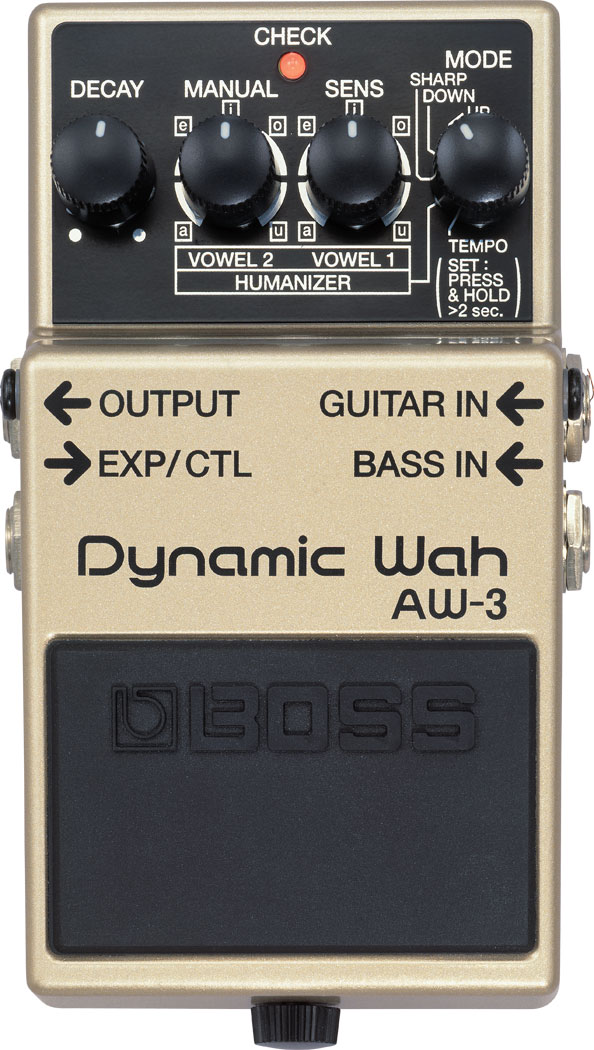 CHECK
DECAY
MANUAL
SENS
MODE
SHARP
DOWN
UP
e i o
e i o
a u
a u
VOWEL 2
VOWEL 1
HUMANIZER
TEMPO
(SET :
PRESS
& HOLD
>2 sec.)
← OUTPUT
GUITAR IN ←
→ EXP/CTL
BASS IN ←
Dynamic Wah
AW-3
BOSS